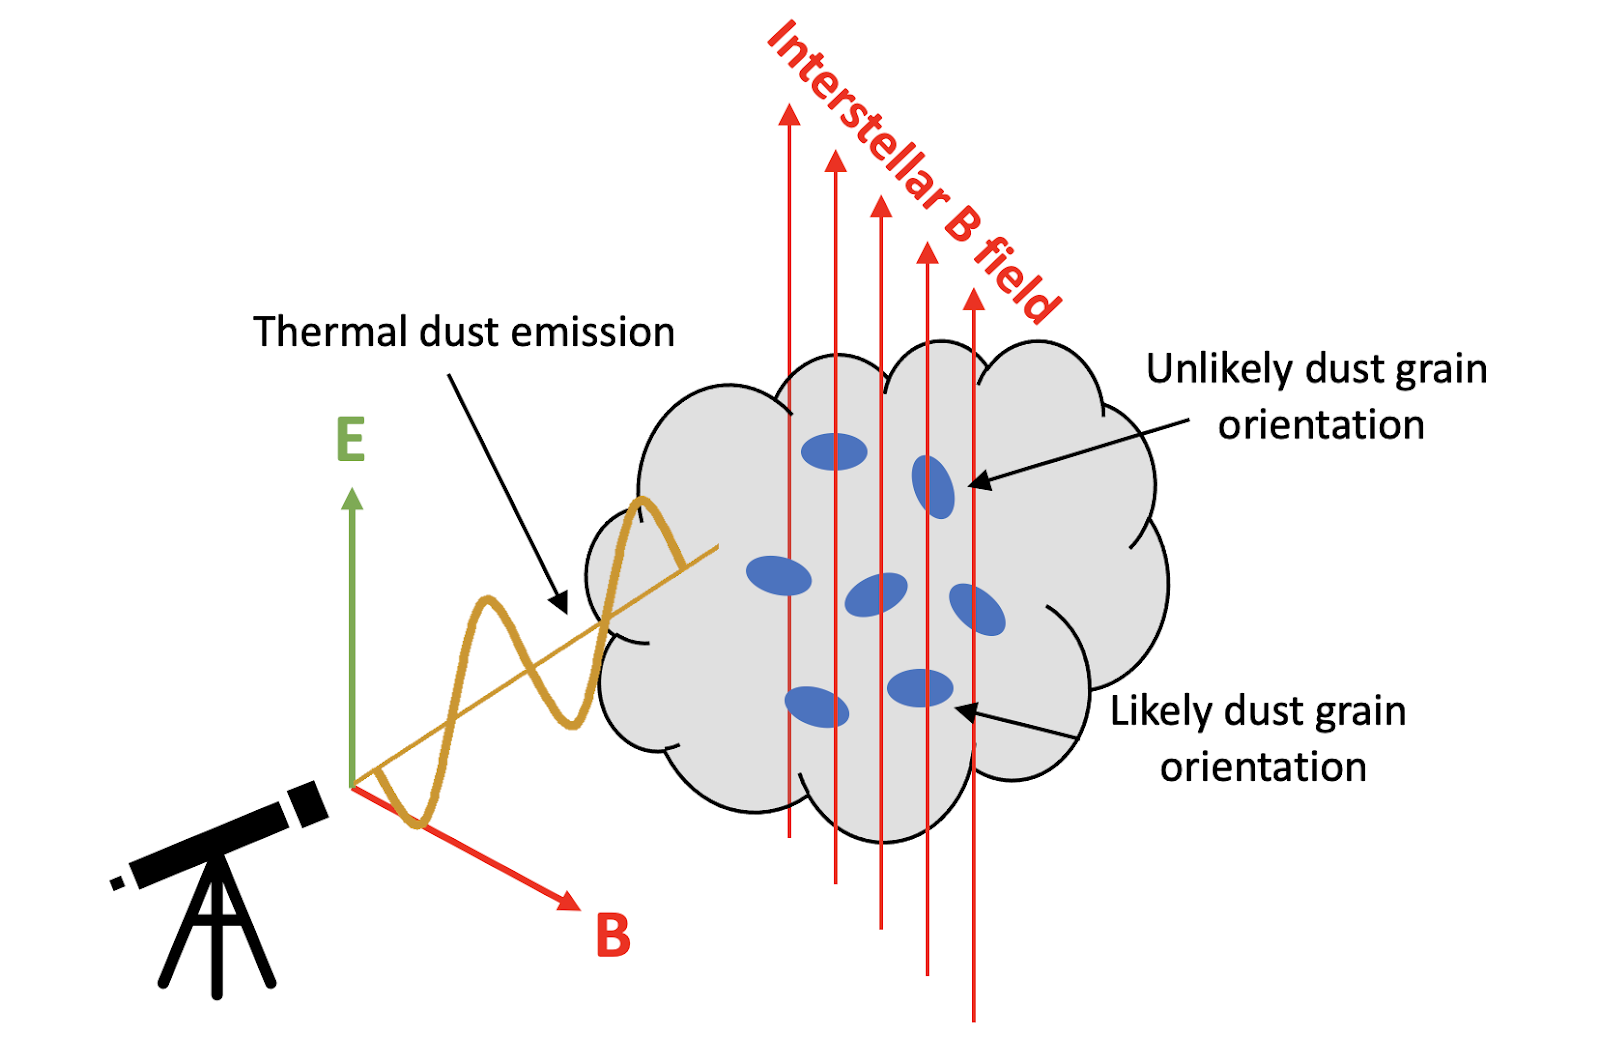 Interstellar B field
Thermal dust emission
Unlikely dust grain
orientation
E
Likely dust grain
orientation
B